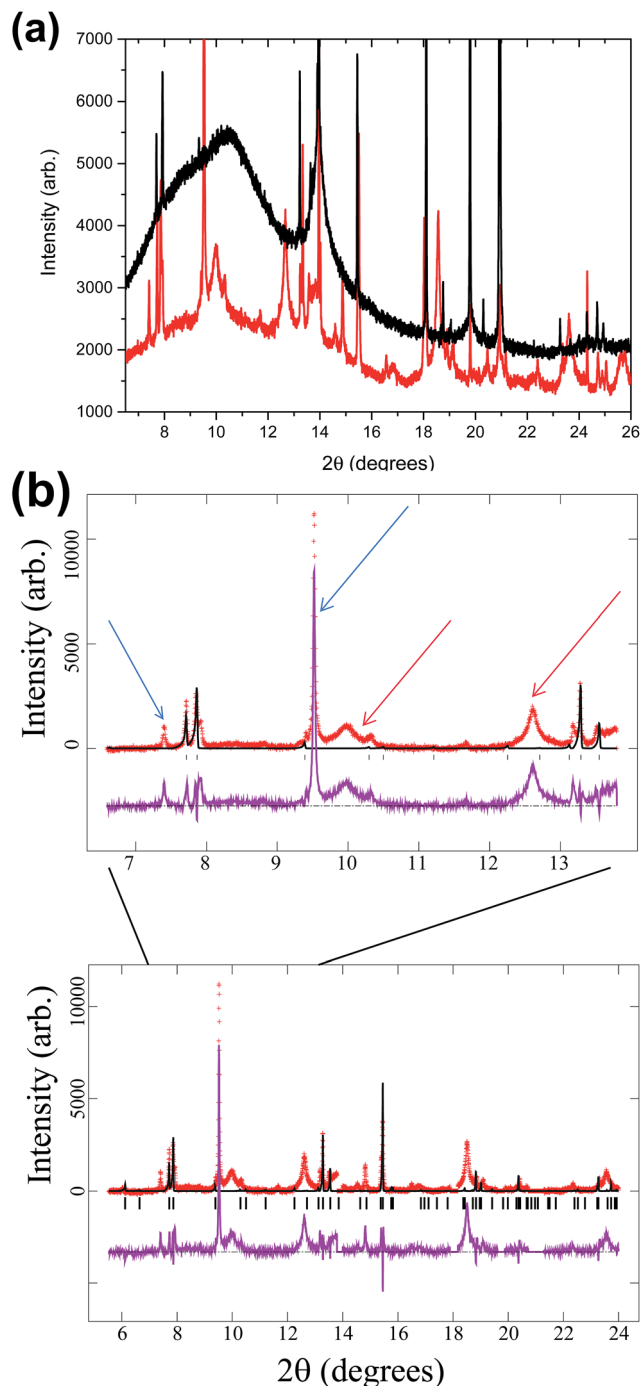 (a)
7000
6000
5000
4000
3000
2000
1000
Intensity (arb.)
8 10 12 14 16 18 20 22 24 26
2θ (degrees)
(b)
Intensity (arb.)
10000
5000
0
7 8 9 10 11 12 13
Intensity (arb.)
10000
5000
0
6 8 10 12 14 16 18 20 22 24
2θ (degrees)